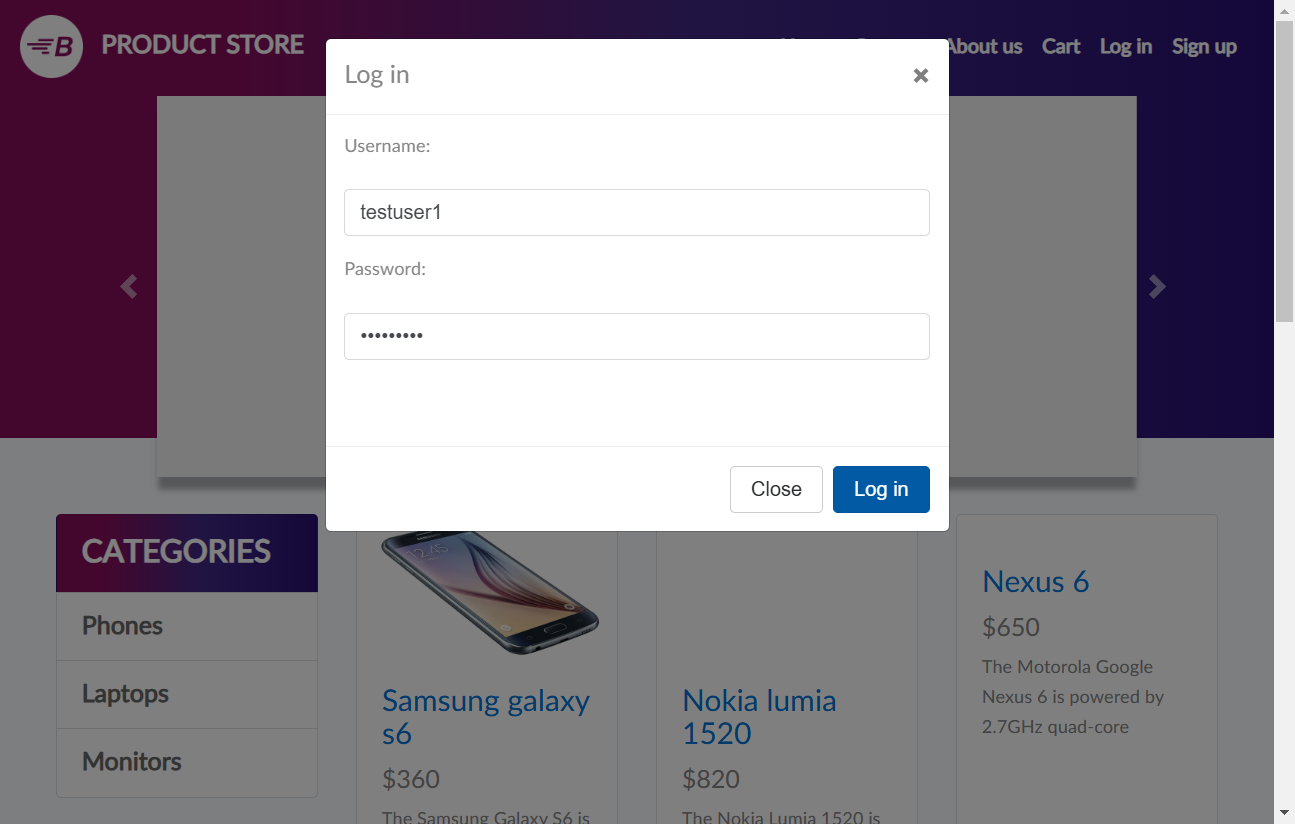 PRODUCT STORE
About us Cart Log in Sign up
Log in
Username:
testuser1
Password:
•••••••••
Close Log in
CATEGORIES
Phones
Laptops
Monitors
Samsung galaxy
s6
$360
The Samsung Galaxy S6 is
Nokia lumia
1520
$820
The Nokia Lumia 1520 is
Nexus 6
$650
The Motorola Google
Nexus 6 is powered by
2.7GHz quad-core